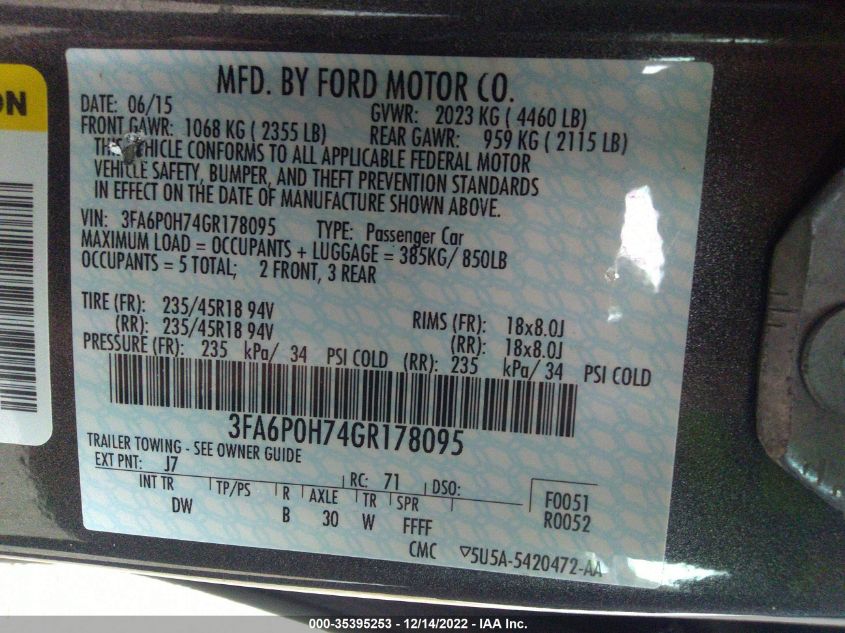 ON
MFD. BY FORD MOTOR CO.
DATE: 06/15 GVWR: 2023 KG ( 4460 LB)
FRONT GAWR: 1068 KG ( 2355 LB) REAR GAWR: 959 KG ( 2115 LB)
THIS VEHICLE CONFORMS TO ALL APPLICABLE FEDERAL MOTOR
VEHICLE SAFETY, BUMPER, AND THEFT PREVENTION STANDARDS
IN EFFECT ON THE DATE OF MANUFACTURE SHOWN ABOVE.
VIN: 3FA6P0H74GR178095 TYPE: Passenger Car
MAXIMUM LOAD = OCCUPANTS + LUGGAGE = 385KG/ 850LB
OCCUPANTS = 5 TOTAL; 2 FRONT, 3 REAR
TIRE (FR): 235/45R18 94V RIMS (FR): 18x8.0J
(RR): 235/45R18 94V (RR): 18x8.0J
PRESSURE (FR): 235 kPa/ 34 PSI COLD (RR): 235 kPa/ 34 PSI COLD
3FA6P0H74GR178095
TRAILER TOWING - SEE OWNER GUIDE
EXT PNT: J7 RC: 71 DSO:
INT TR TP/PS R AXLE TR SPR F0051
DW B 30 W FFFF R0052
CMC ▽5U5A-5420472-AA
000-35395253 - 12/14/2022 - IAA Inc.